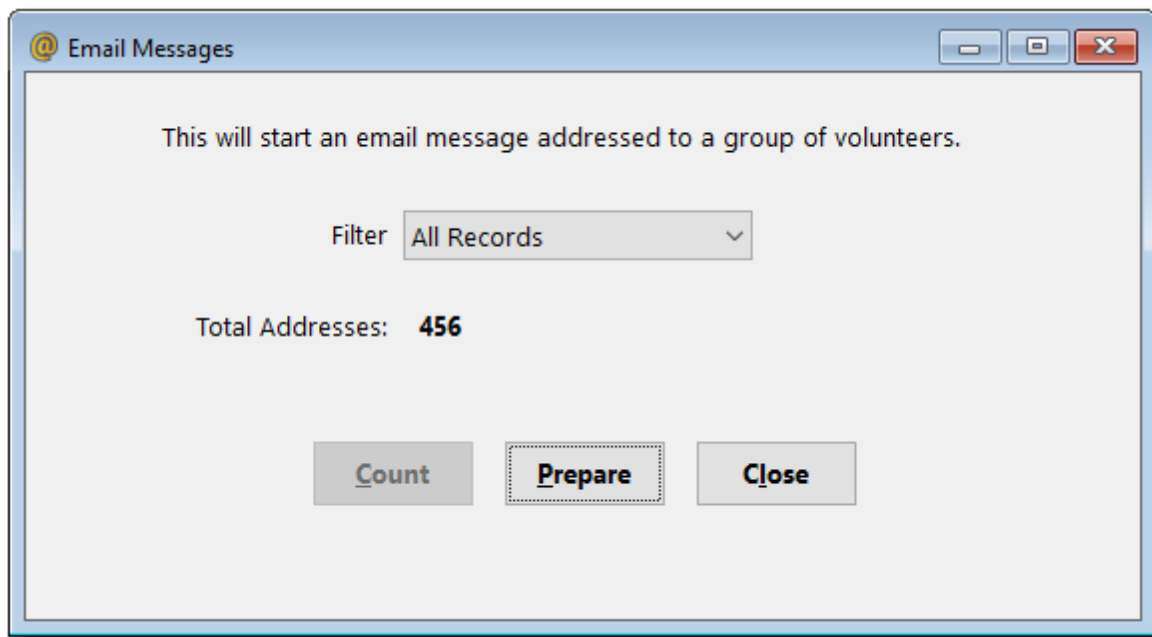 Email Messages
This will start an email message addressed to a group of volunteers.
Filter All Records
Total Addresses: 456
Count Prepare Close